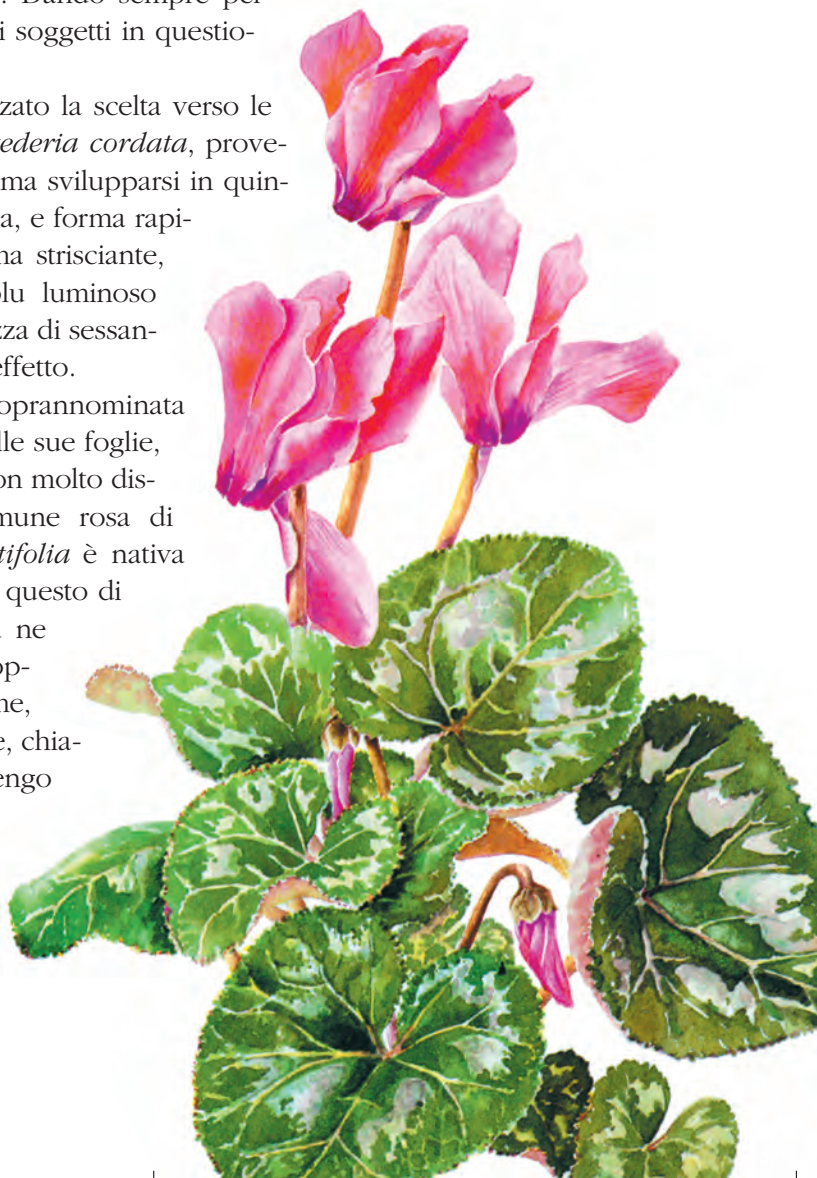 . Dando sempre per
i soggetti in questio-
zato la scelta verso le
ederia cordata, prove-
ma svilupparsi in quin-
a, e forma rapi-
na strisciante,
lu luminoso
zza di sessan-
effetto.
oprannominata
lle sue foglie,
on molto dis-
mune rosa di
tifolia è nativa
questo di
ne
op-
ne,
e, chia-
engo